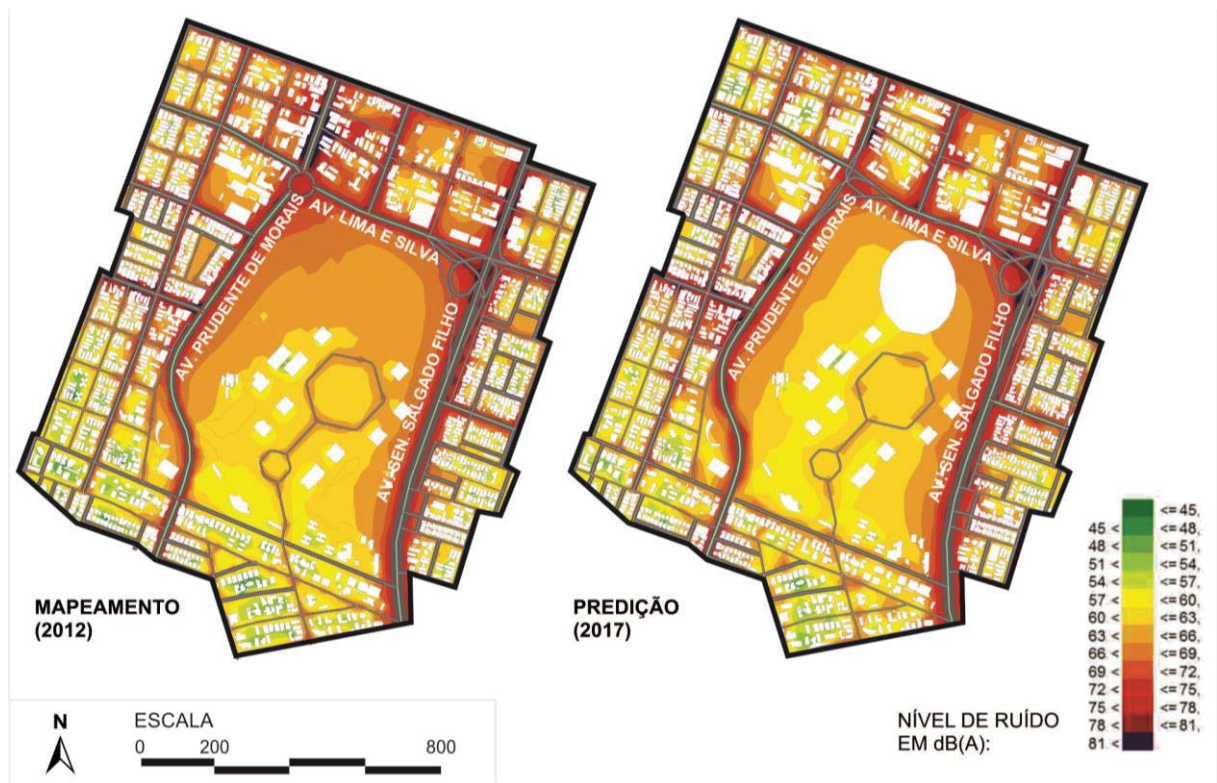 AV. PRUDENTE DE MORAIS
AV. LIMA E SILVA
AV. SEN. SALGADO FILHO
MAPEAMENTO
(2012)
AV. PRUDENTE DE MORAIS
AV. LIMA E SILVA
AV. SEN. SALGADO FILHO
PREDIÇÃO
(2017)
N
ESCALA
0 200 800
NÍVEL DE RUÍDO
EM dB(A):
<= 45,
45 < <= 48,
48 < <= 51,
51 < <= 54,
54 < <= 57,
57 < <= 60,
60 < <= 63,
63 < <= 66,
66 < <= 69,
69 < <= 72,
72 < <= 75,
75 < <= 78,
78 < <= 81,
81 <